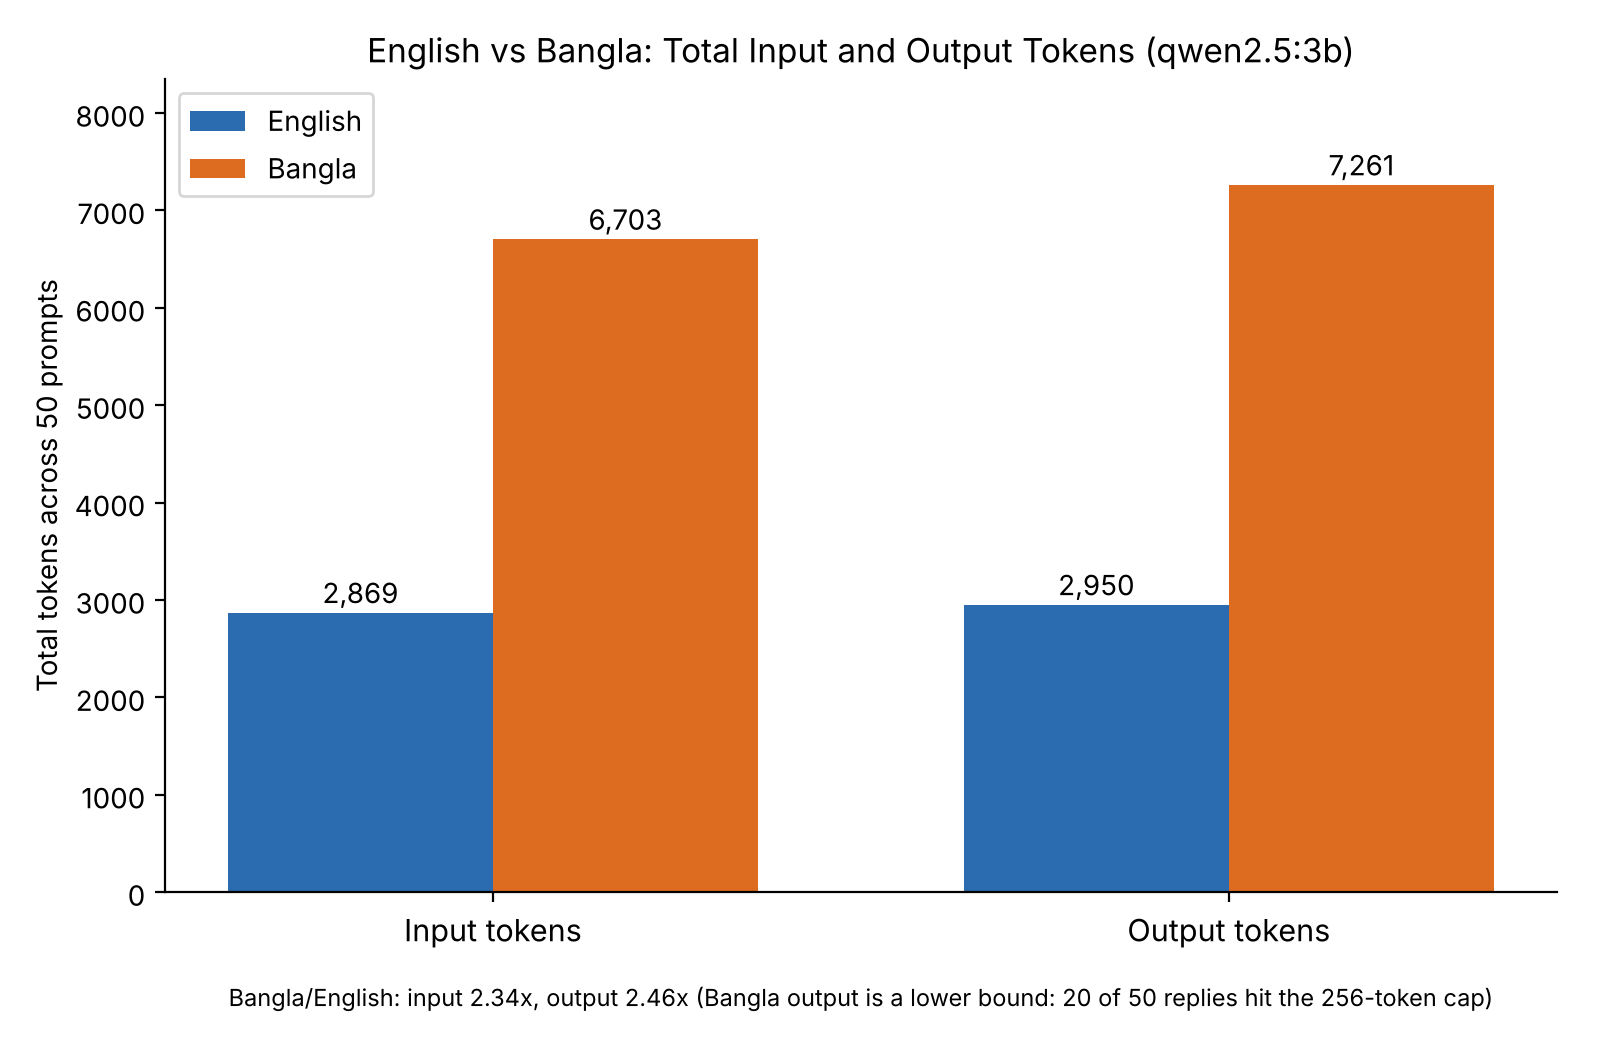 English vs Bangla: Total Input and Output Tokens (qwen2.5:3b)
English
Bangla
Total tokens across 50 prompts
8000
7000
6000
5000
4000
3000
2000
1000
0
2,869
6,703
2,950
7,261
Input tokens
Output tokens
Bangla/English: input 2.34x, output 2.46x (Bangla output is a lower bound: 20 of 50 replies hit the 256-token cap)